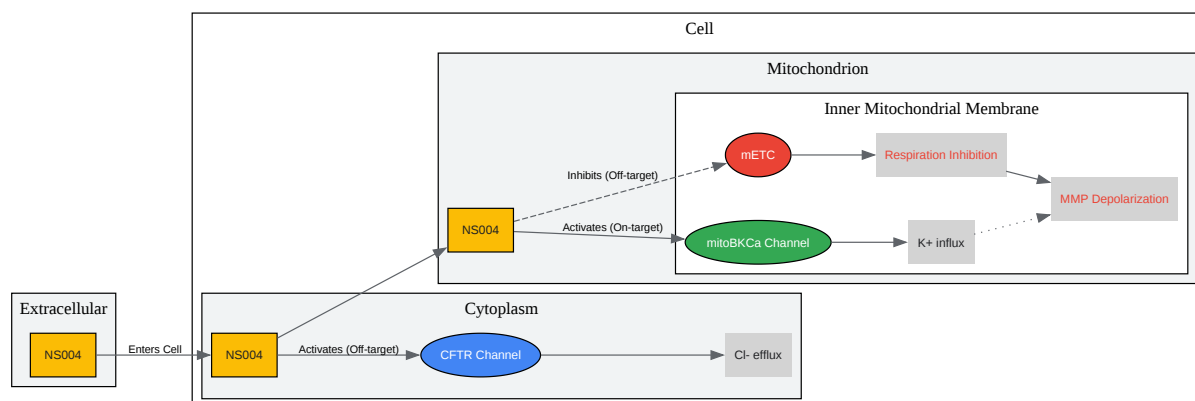 Cell
Mitochondrion
Inner Mitochondrial Membrane
mETC
Respiration Inhibition
Inhibits (Off-target)
MMP Depolarization
NS004
Activates (On-target)
mitoBKCa Channel
K+ influx
Extracellular
Cytoplasm
NS004
Enters Cell
NS004
Activates (Off-target)
CFTR Channel
Cl- efflux